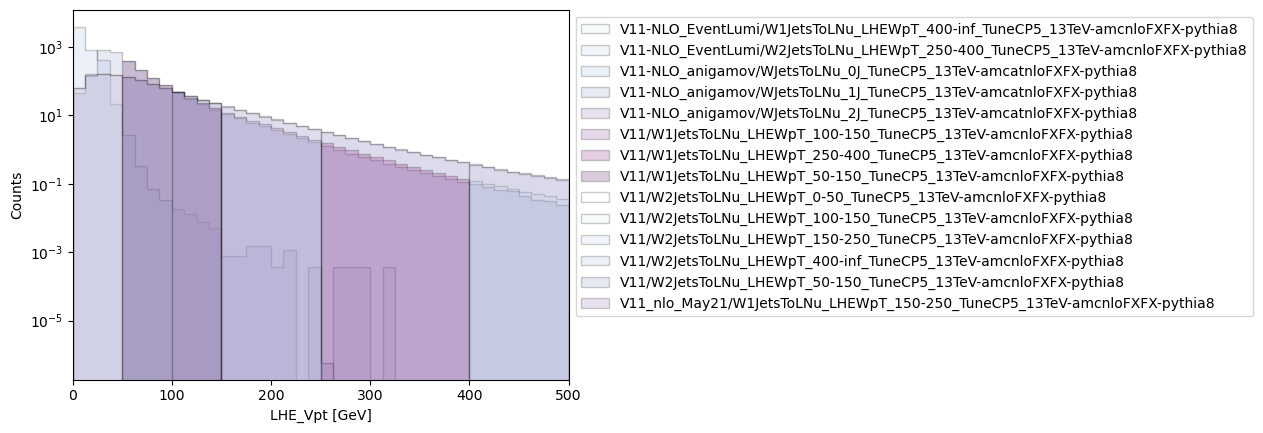 10³
10¹
10⁻¹
10⁻³
10⁻⁵
Counts
0 100 200 300 400 500
LHE_Vpt [GeV]
V11-NLO_EventLumi/W1JetsToLNu_LHEWpT_400-inf_TuneCP5_13TeV-amcnloFXFX-pythia8
V11-NLO_EventLumi/W2JetsToLNu_LHEWpT_250-400_TuneCP5_13TeV-amcnloFXFX-pythia8
V11-NLO_anigamov/WJetsToLNu_0J_TuneCP5_13TeV-amcatnloFXFX-pythia8
V11-NLO_anigamov/WJetsToLNu_1J_TuneCP5_13TeV-amcatnloFXFX-pythia8
V11-NLO_anigamov/WJetsToLNu_2J_TuneCP5_13TeV-amcatnloFXFX-pythia8
V11/W1JetsToLNu_LHEWpT_100-150_TuneCP5_13TeV-amcnloFXFX-pythia8
V11/W1JetsToLNu_LHEWpT_250-400_TuneCP5_13TeV-amcnloFXFX-pythia8
V11/W1JetsToLNu_LHEWpT_50-150_TuneCP5_13TeV-amcnloFXFX-pythia8
V11/W2JetsToLNu_LHEWpT_0-50_TuneCP5_13TeV-amcnloFXFX-pythia8
V11/W2JetsToLNu_LHEWpT_100-150_TuneCP5_13TeV-amcnloFXFX-pythia8
V11/W2JetsToLNu_LHEWpT_150-250_TuneCP5_13TeV-amcnloFXFX-pythia8
V11/W2JetsToLNu_LHEWpT_400-inf_TuneCP5_13TeV-amcnloFXFX-pythia8
V11/W2JetsToLNu_LHEWpT_50-150_TuneCP5_13TeV-amcnloFXFX-pythia8
V11_nlo_May21/W1JetsToLNu_LHEWpT_150-250_TuneCP5_13TeV-amcnloFXFX-pythia8